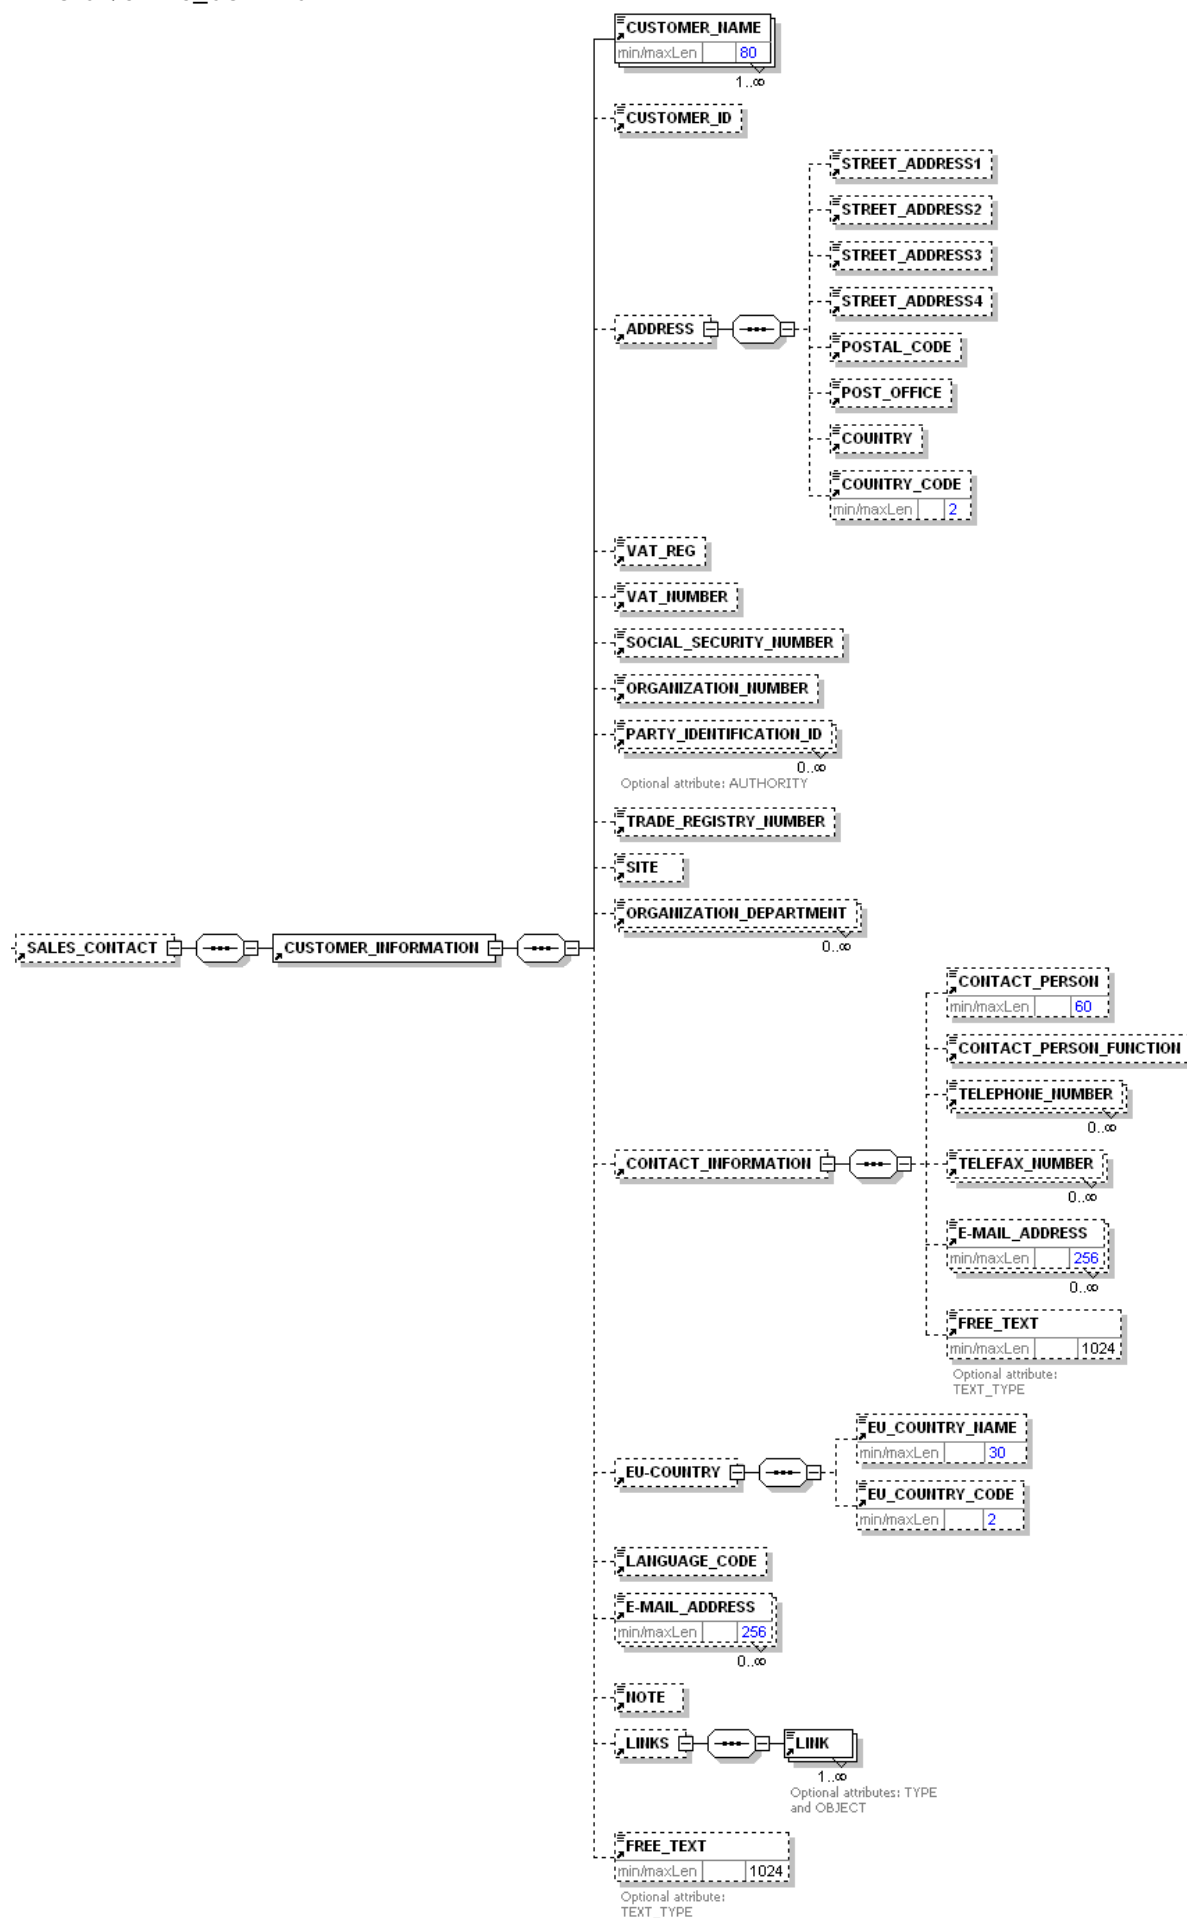 CUSTOMER_NAME
min/maxLen 80
1..∞
CUSTOMER_ID
STREET_ADDRESS1
STREET_ADDRESS2
STREET_ADDRESS3
STREET_ADDRESS4
ADDRESS
POSTAL_CODE
POST_OFFICE
COUNTRY
COUNTRY_CODE
min/maxLen 2
VAT_REG
VAT_NUMBER
SOCIAL_SECURITY_NUMBER
ORGANIZATION_NUMBER
PARTY_IDENTIFICATION_ID
0..∞
Optional attribute: AUTHORITY
TRADE_REGISTRY_NUMBER
SITE
ORGANIZATION_DEPARTMENT
0..∞
SALES_CONTACT
CUSTOMER_INFORMATION
CONTACT_PERSON
min/maxLen 60
CONTACT_PERSON_FUNCTION
TELEPHONE_NUMBER
0..∞
CONTACT_INFORMATION
TELEFAX_NUMBER
0..∞
E-MAIL_ADDRESS
min/maxLen 256
0..∞
FREE_TEXT
min/maxLen 1024
Optional attribute:
TEXT_TYPE
EU_COUNTRY_NAME
min/maxLen 30
EU-COUNTRY
EU_COUNTRY_CODE
min/maxLen 2
LANGUAGE_CODE
E-MAIL_ADDRESS
min/maxLen 256
0..∞
NOTE
LINKS
LINK
1..∞
Optional attributes: TYPE
and OBJECT
FREE_TEXT
min/maxLen 1024
Optional attribute:
TEXT_TYPE